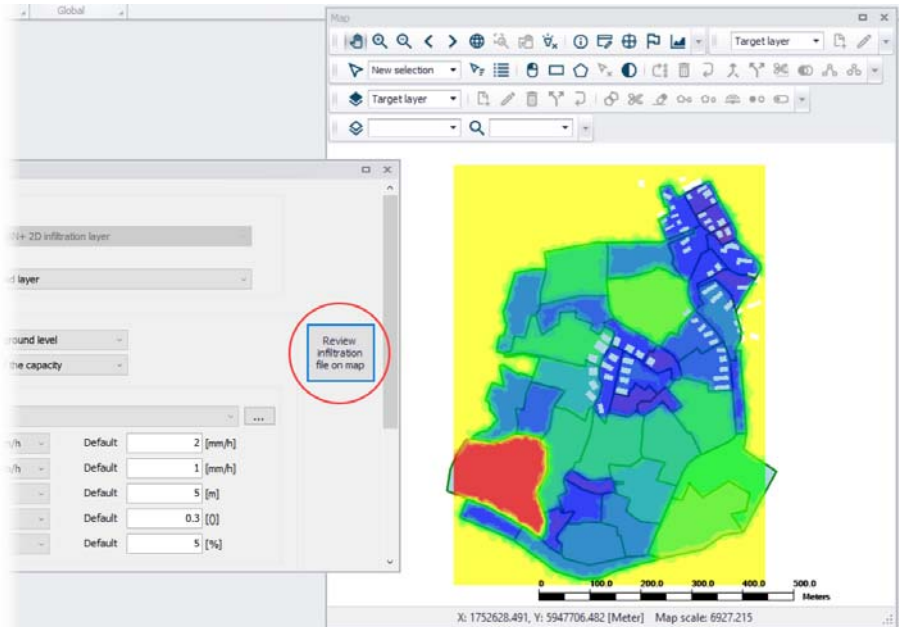 Global
Map
Target layer
New selection
Target layer
2D infiltration layer
layer
ground level
the capacity
Review
infiltration
file on map
Default 2 [mm/h]
Default 1 [mm/h]
Default 5 [m]
Default 0.3 [()]
Default 5 [%]
...
0 100.0 200.0 300.0 400.0 500.0
Meters
X: 1752628.491, Y: 5947706.482 [Meter] Map scale: 6927.215